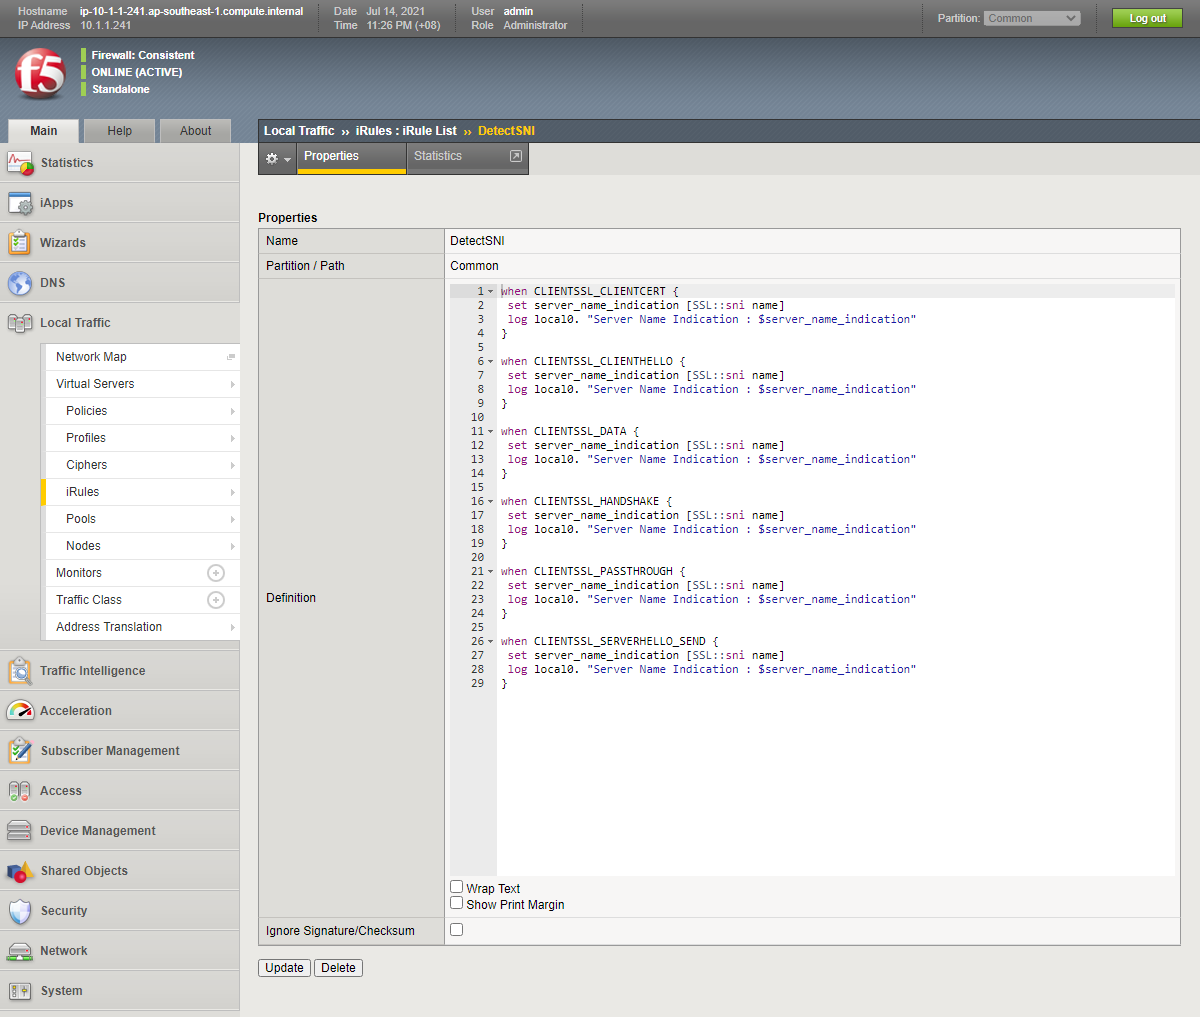 Hostname ip-10-1-1-241.ap-southeast-1.compute.internal Date Jul 14, 2021 User admin Partition: Common Log out
IP Address 10.1.1.241 Time 11:26 PM (+08) Role Administrator
f5
Firewall: Consistent
ONLINE (ACTIVE)
Standalone
Main Help About
Local Traffic ›› iRules : iRule List ›› DetectSNI
Properties Statistics
Statistics
iApps
Wizards
DNS
Local Traffic
Network Map
Virtual Servers
Policies
Profiles
Ciphers
iRules
Pools
Nodes
Monitors
Traffic Class
Address Translation
Traffic Intelligence
Acceleration
Subscriber Management
Access
Device Management
Shared Objects
Security
Network
System
Properties
Name DetectSNI
Partition / Path Common
Definition
1 when CLIENTSSL_CLIENTCERT {
2 set server_name_indication [SSL::sni name]
3 log local0. "Server Name Indication : $server_name_indication"
4 }
5
6 when CLIENTSSL_CLIENTHELLO {
7 set server_name_indication [SSL::sni name]
8 log local0. "Server Name Indication : $server_name_indication"
9 }
10
11 when CLIENTSSL_DATA {
12 set server_name_indication [SSL::sni name]
13 log local0. "Server Name Indication : $server_name_indication"
14 }
15
16 when CLIENTSSL_HANDSHAKE {
17 set server_name_indication [SSL::sni name]
18 log local0. "Server Name Indication : $server_name_indication"
19 }
20
21 when CLIENTSSL_PASSTHROUGH {
22 set server_name_indication [SSL::sni name]
23 log local0. "Server Name Indication : $server_name_indication"
24 }
25
26 when CLIENTSSL_SERVERHELLO_SEND {
27 set server_name_indication [SSL::sni name]
28 log local0. "Server Name Indication : $server_name_indication"
29 }
Wrap Text
Show Print Margin
Ignore Signature/Checksum
Update Delete